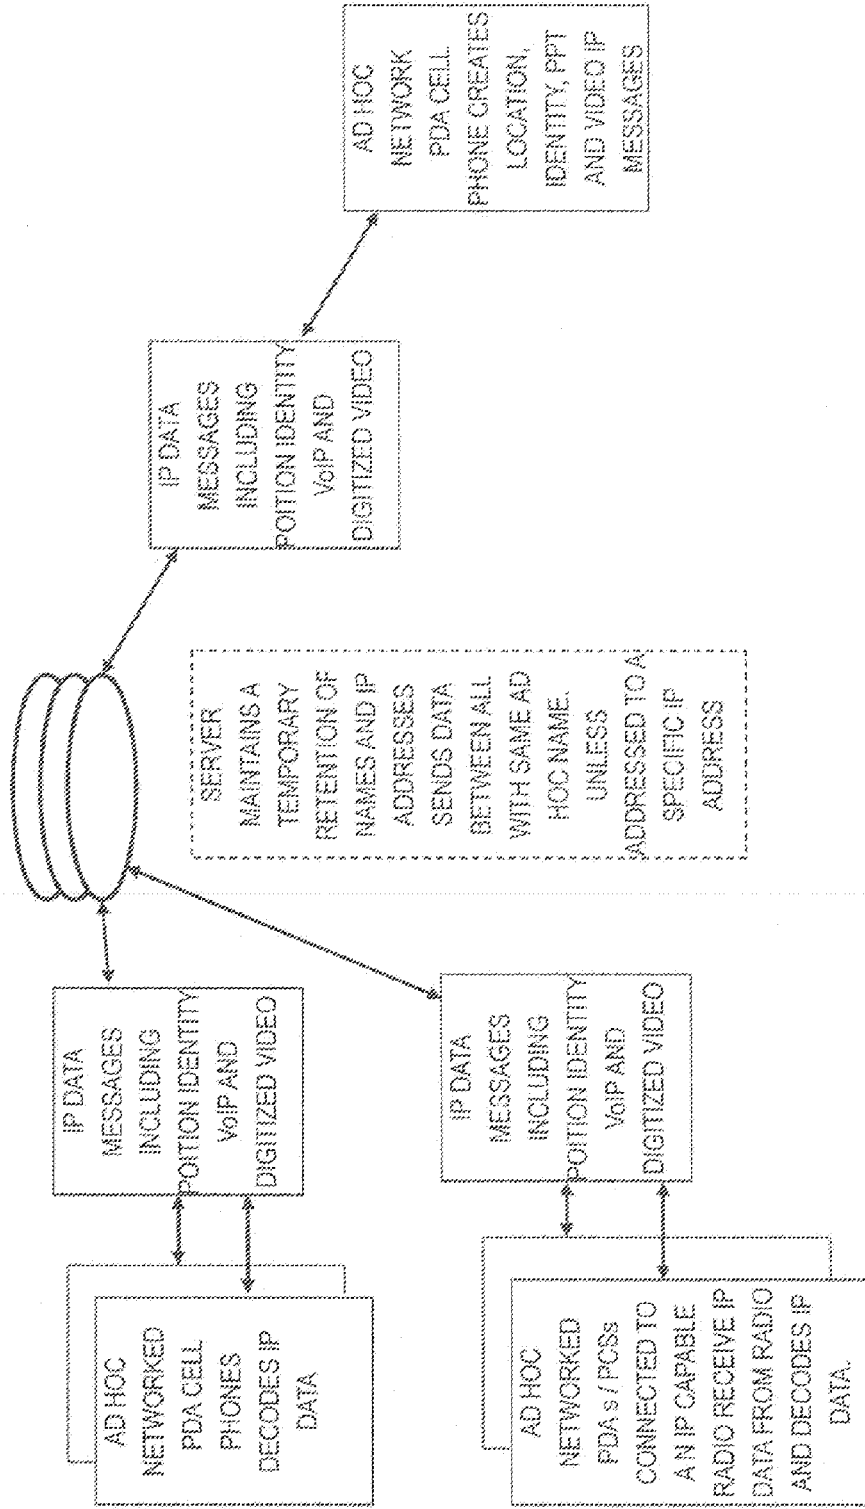 AD HOC
NETWORKED
PDA CELL
PHONES
DECODES IP
DATA
IP DATA
MESSAGES
INCLUDING
POITION IDENTITY
VoIP AND
DIGITIZED VIDEO
AD HOC
NETWORKED
PDA s / PCSs
CONNECTED TO
A N IP CAPABLE
RADIO RECEIVE IP
DATA FROM RADIO
AND DECODES IP
DATA.
IP DATA
MESSAGES
INCLUDING
POITION IDENTITY
VoIP AND
DIGITIZED VIDEO
SERVER
MAINTAINS A
TEMPORARY
RETENTION OF
NAMES AND IP
ADDRESSES
SENDS DATA
BETWEEN ALL
WITH SAME AD
HOC NAME.
UNLESS
ADDRESSED TO A
SPECIFIC IP
ADDRESS
IP DATA
MESSAGES
INCLUDING
POITION IDENTITY
VoIP AND
DIGITIZED VIDEO
AD HOC
NETWORK
PDA CELL
PHONE CREATES
LOCATION,
IDENTITY, PPT
AND VIDEO IP
MESSAGES